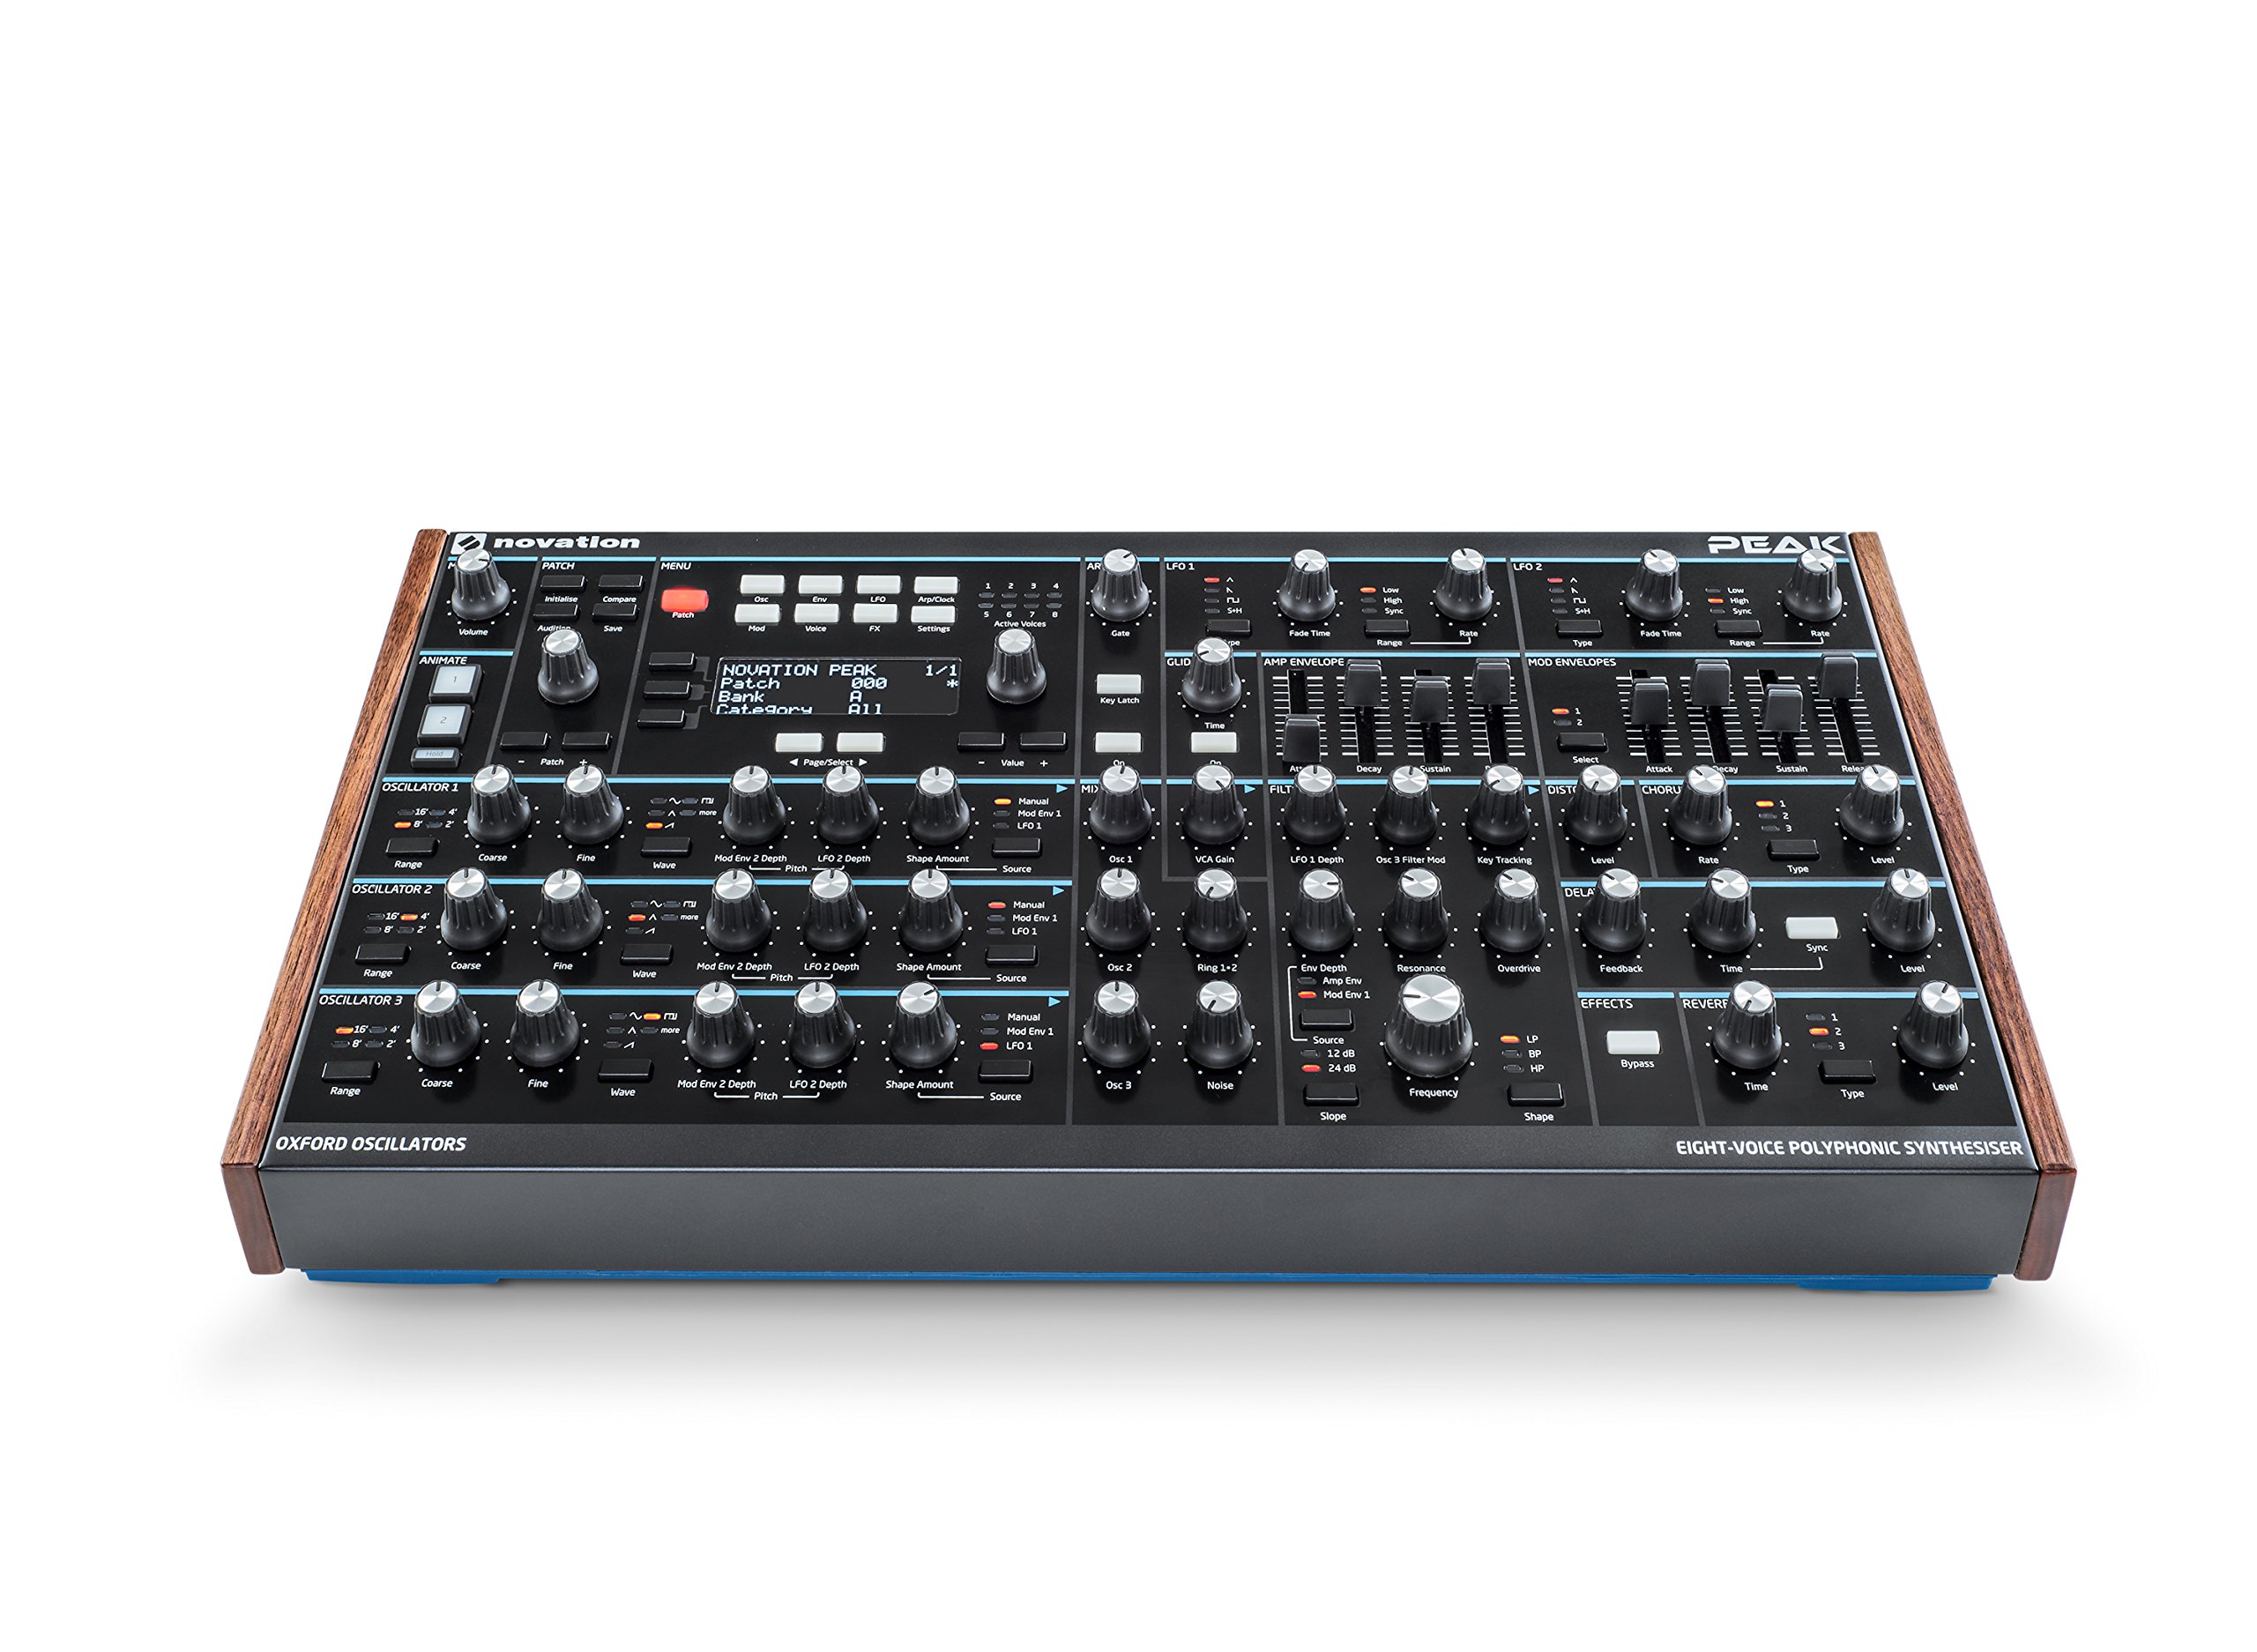 novation PEAK
PATCH MENU LFO 1 LFO 2
Initialise Compare
Save
Volume
Patch
Osc Env LFO Arp/Clock
Mod Voice FX Settings
1 2 3 4
5 6 7 8
Active Voices
Gate
S+H
Fade Time
Low
High
Sync
Range Rate
S+H
Type
Fade Time
Low
High
Sync
Range Rate
ANIMATE
1
2
Hold
NOVATION PEAK 1/1
Patch 000 *
Bank A
Category All
- Patch +
◀ Page/Select ▶
- Value +
Key Latch
On
Time
On
AMP ENVELOPE
Decay Sustain
MOD ENVELOPES
1
2
Select
Attack Decay Sustain
OSCILLATOR 1
16' 4'
8' 2'
Range
Coarse Fine
more
Wave
Mod Env 2 Depth LFO 2 Depth
Pitch
Shape Amount
Manual
Mod Env 1
LFO 1
Source
Osc 1 VCA Gain
LFO 1 Depth Osc 3 Filter Mod Key Tracking
Level
Rate
1
2
3
Type
Level
OSCILLATOR 2
16' 4'
8' 2'
Range
Coarse Fine
more
Wave
Mod Env 2 Depth LFO 2 Depth
Pitch
Shape Amount
Manual
Mod Env 1
LFO 1
Source
Osc 2 Ring 1*2
Env Depth
Amp Env
Mod Env 1
Source
Resonance Overdrive
Feedback
Time
Sync
Level
OSCILLATOR 3
16' 4'
8' 2'
Range
Coarse Fine
more
Wave
Mod Env 2 Depth LFO 2 Depth
Pitch
Shape Amount
Manual
Mod Env 1
LFO 1
Source
Osc 3 Noise
12 dB
24 dB
Slope
Frequency
LP
BP
HP
Shape
EFFECTS
Bypass
REVERB
Time
1
2
3
Type
Level
OXFORD OSCILLATORS
EIGHT-VOICE POLYPHONIC SYNTHESISER